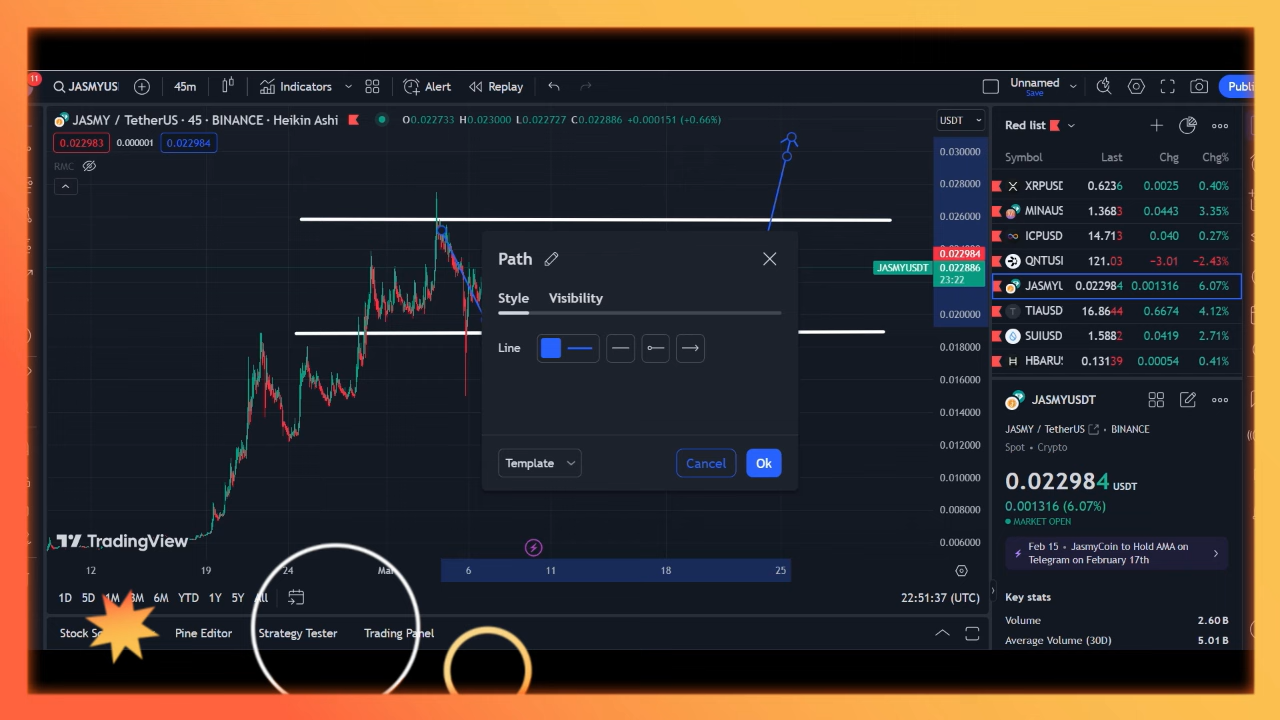 11
JASMYUS
45m
Indicators
Alert
Replay
Unnamed
Save
Publi
JASMY / TetherUS · 45 · BINANCE · Heikin Ashi
O0.022733 H0.023000 L0.022727 C0.022886 +0.000151 (+0.66%)
0.022983
0.000001
0.022984
RMC
USDT
0.030000
0.028000
0.026000
0.022984
JASMYUSDT
0.022886
23:22
0.020000
0.018000
0.016000
0.014000
0.012000
0.010000
0.008000
0.006000
Path
Style
Visibility
Line
Template
Cancel
Ok
TradingView
12
19
24
Mar
6
11
18
25
1D
5D
1M
3M
6M
YTD
1Y
5Y
All
22:51:37 (UTC)
Stock
Pine Editor
Strategy Tester
Trading Panel
Red list
Symbol Last Chg Chg%
XRPUSD 0.6236 0.0025 0.40%
MINAUS 1.3683 0.0443 3.35%
ICPUSD 14.713 0.040 0.27%
QNTUSI 121.03 −3.01 −2.43%
JASMYL 0.022984 0.001316 6.07%
TIAUSD 16.8644 0.6674 4.12%
SUIUSD 1.5882 0.0419 2.71%
HBARU 0.13139 0.00054 0.41%
JASMYUSDT
JASMY / TetherUS · BINANCE
Spot · Crypto
0.022984 USDT
0.001316 (6.07%)
MARKET OPEN
Feb 15 · JasmyCoin to Hold AMA on
Telegram on February 17th
Key stats
Volume 2.60 B
Average Volume (30D) 5.01 B